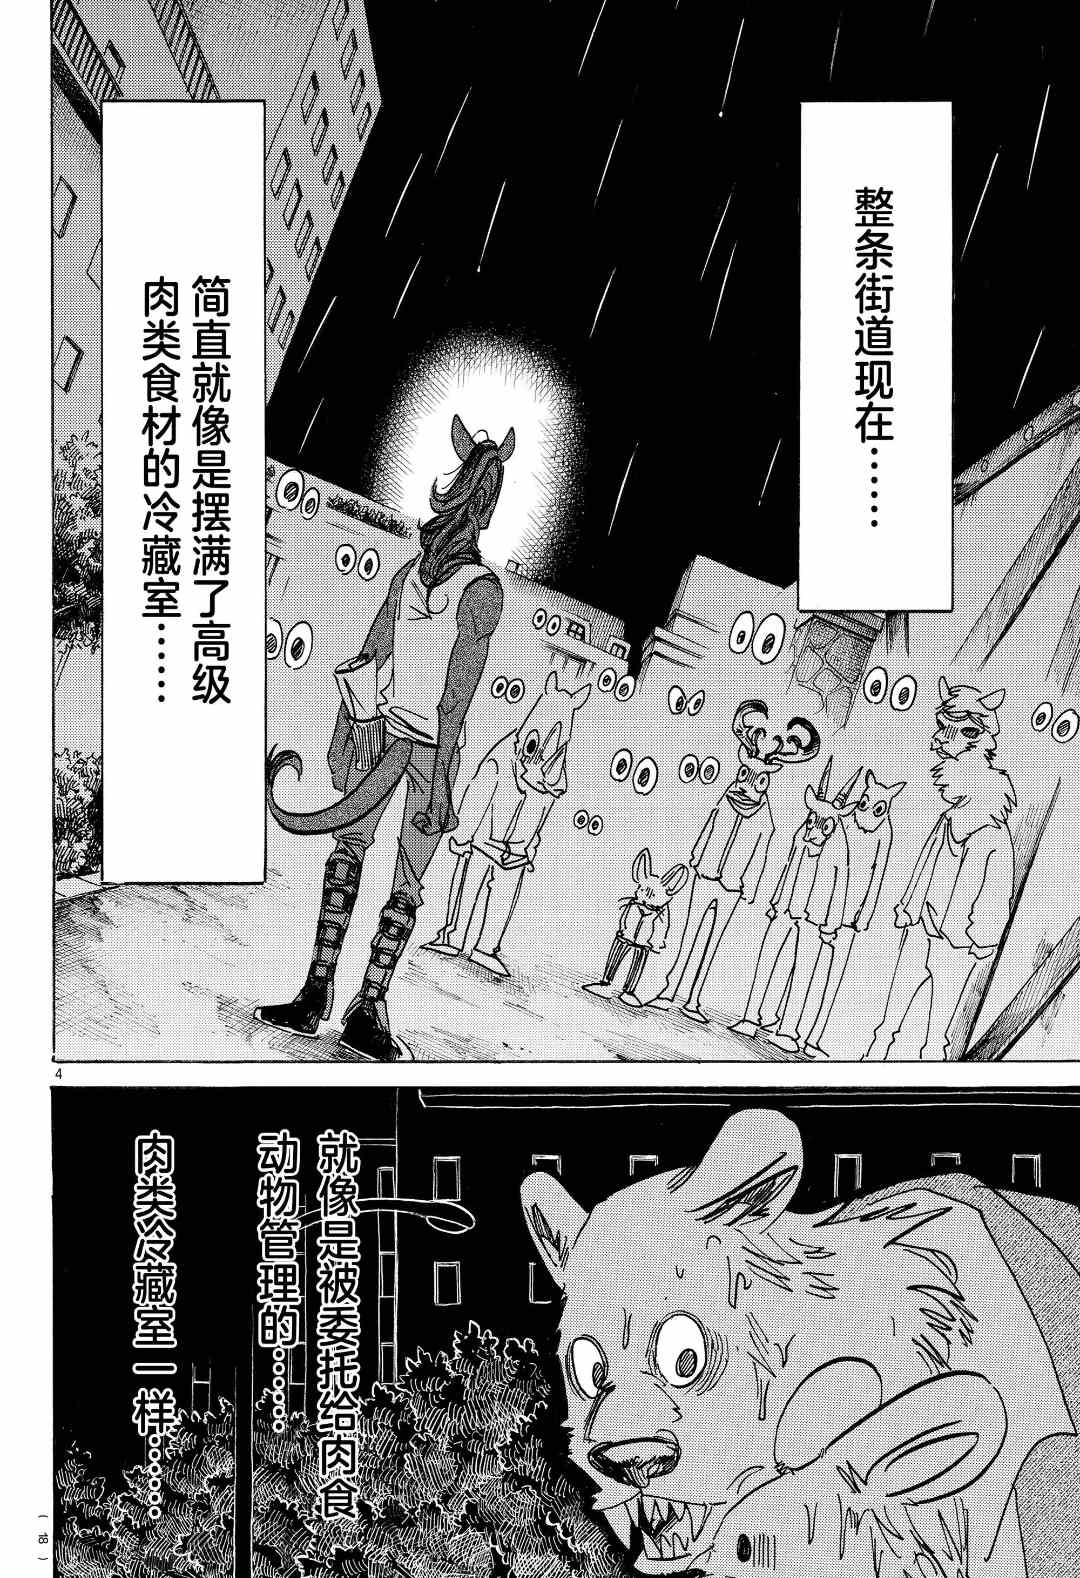 整条街道现在……
简直就像是摆满了高级
肉类食材的冷藏室……
4
就像是被委托给肉食
动物管理的……
肉类冷藏室一样……
( 18 )